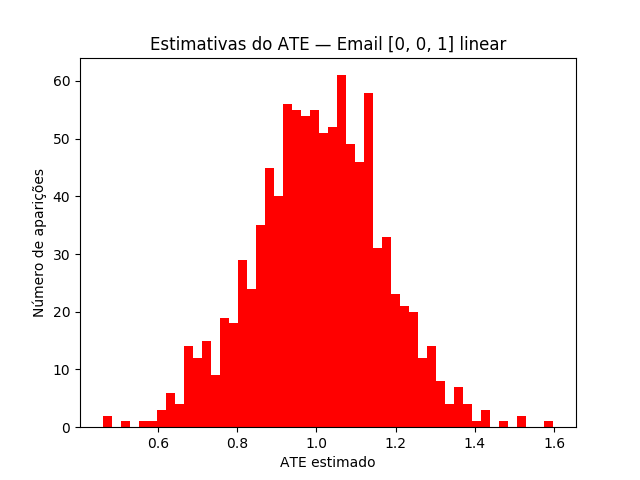 Estimativas do ATE — Email [0, 0, 1] linear
60
50
40
30
20
10
0
Número de aparições
0.6 0.8 1.0 1.2 1.4 1.6
ATE estimado